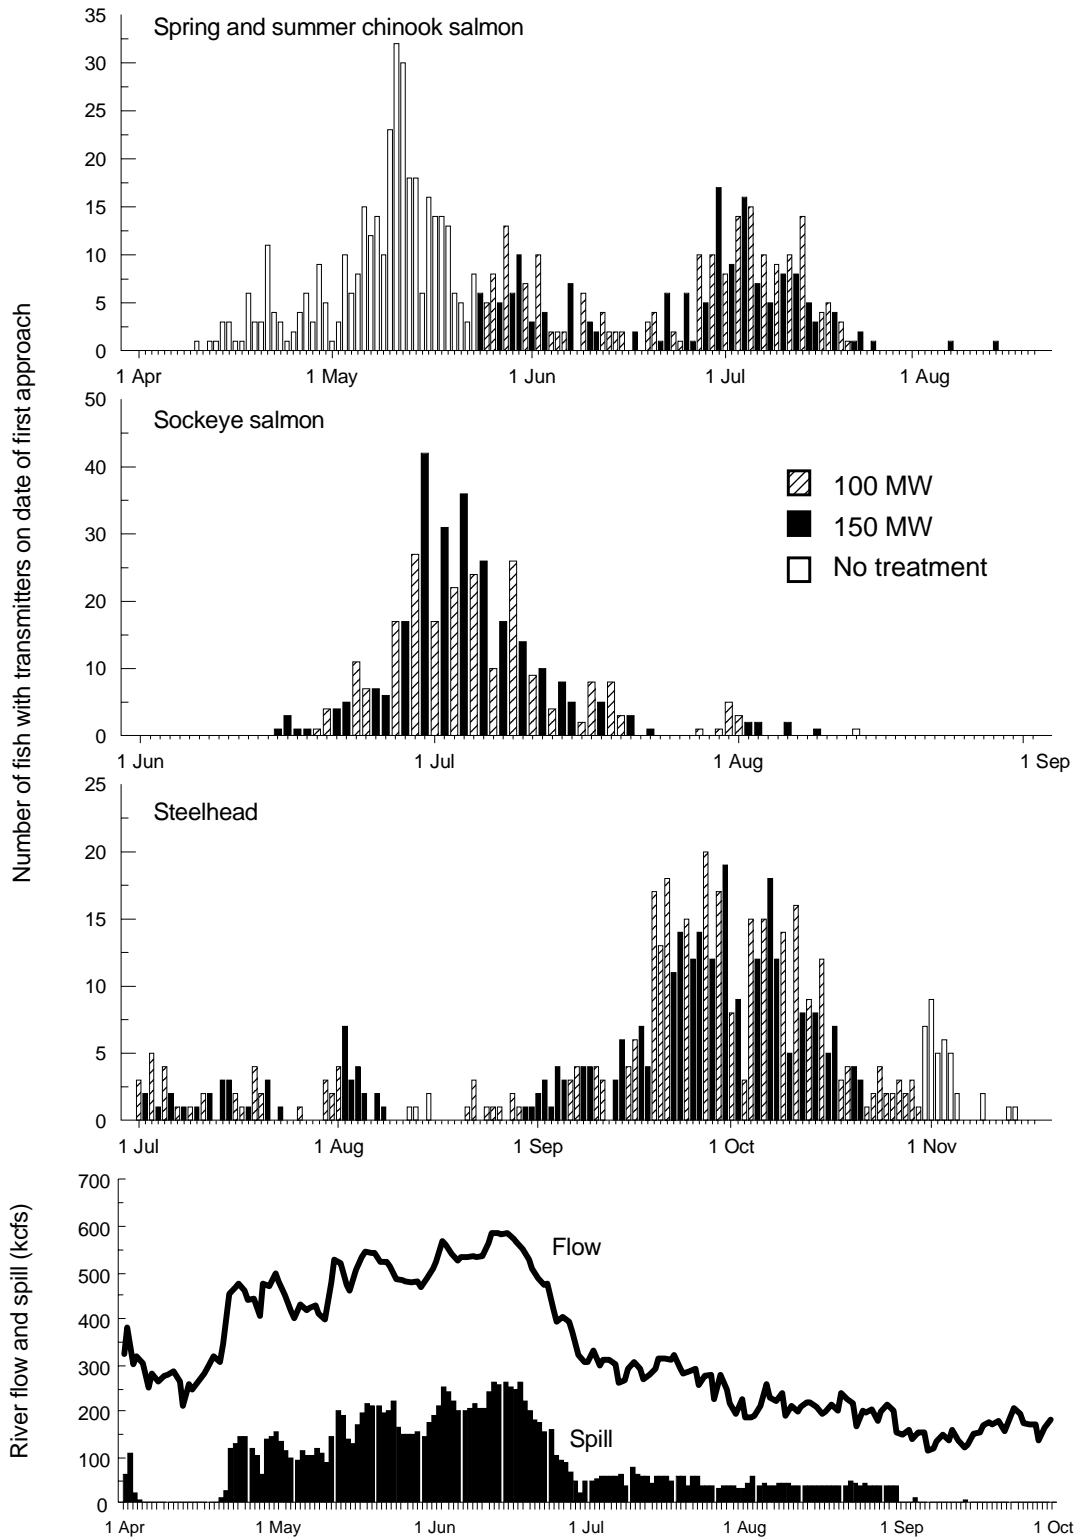 Number of fish with transmitters on date of first approach
35
Spring and summer chinook salmon
30
25
20
15
10
5
0
1 Apr 1 May 1 Jun 1 Jul 1 Aug
50
Sockeye salmon
40
30
20
10
0
100 MW
150 MW
No treatment
1 Jun 1 Jul 1 Aug 1 Sep
25
Steelhead
20
15
10
5
0
1 Jul 1 Aug 1 Sep 1 Oct 1 Nov
River flow and spill (kcfs)
700
600
500
400
300
200
100
0
Flow
Spill
1 Apr 1 May 1 Jun 1 Jul 1 Aug 1 Sep 1 Oct